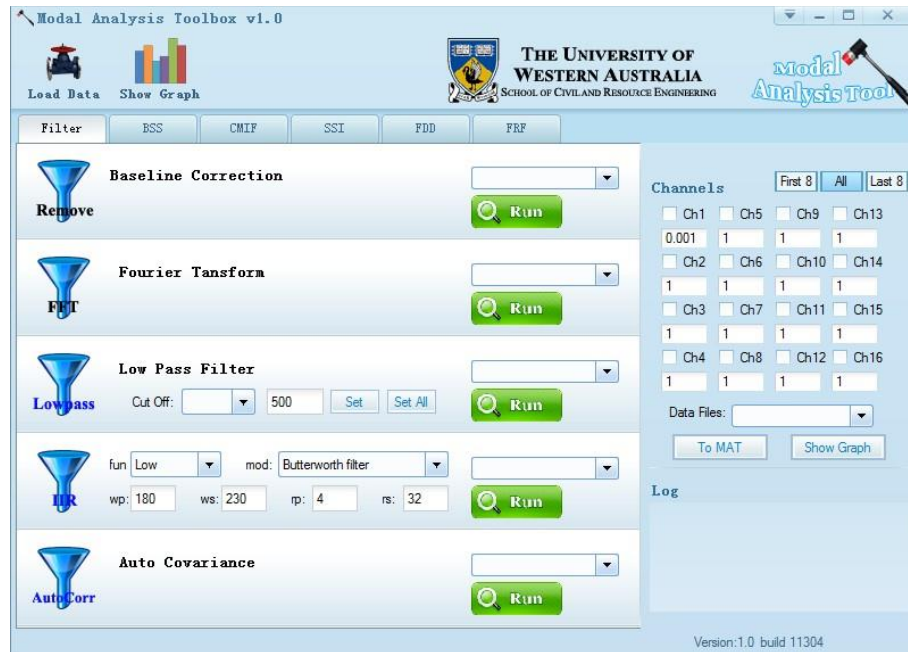 Modal Analysis Toolbox v1.0
Load Data Show Graph
THE UNIVERSITY OF
WESTERN AUSTRALIA
SCHOOL OF CIVIL AND RESOURCE ENGINEERING
Modal
Analysis Tool
Filter BSS CMIF SSI FDD FRF
Baseline Correction
Remove
Run
Fourier Tansform
FFT
Run
Low Pass Filter
Lowpass
Cut Off: 500 Set Set All
Run
IIR
fun Low mod: Butterworth filter
wp: 180 ws: 230 rp: 4 rs: 32
Run
Auto Covariance
AutoCorr
Run
Channels First 8 All Last 8
Ch1 Ch5 Ch9 Ch13
0.001 1 1 1
Ch2 Ch6 Ch10 Ch14
1 1 1 1
Ch3 Ch7 Ch11 Ch15
1 1 1 1
Ch4 Ch8 Ch12 Ch16
1 1 1 1
Data Files:
To MAT Show Graph
Log
Version:1.0 build 11304